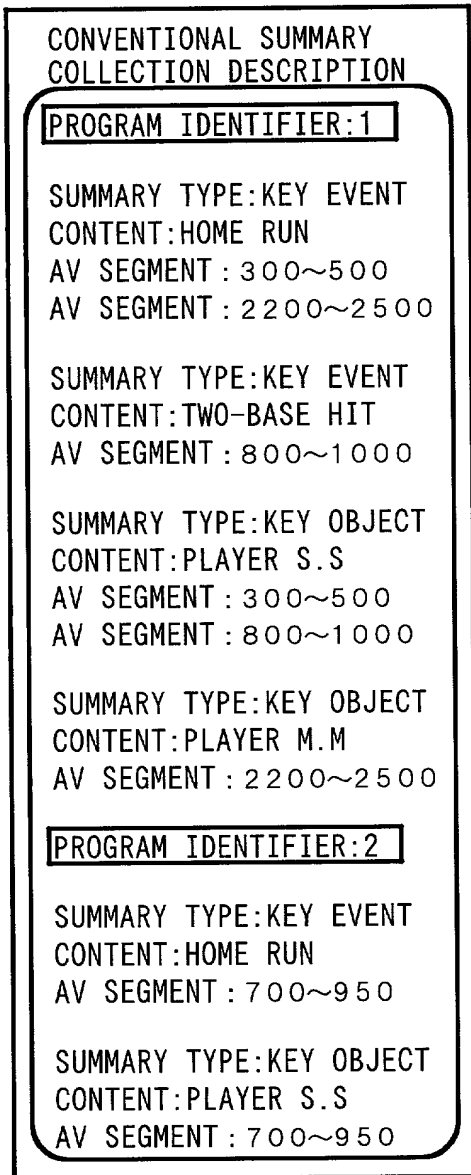 CONVENTIONAL SUMMARY
COLLECTION DESCRIPTION
PROGRAM IDENTIFIER:1
SUMMARY TYPE:KEY EVENT
CONTENT:HOME RUN
AV SEGMENT:300~500
AV SEGMENT:2200~2500
SUMMARY TYPE:KEY EVENT
CONTENT:TWO-BASE HIT
AV SEGMENT:800~1000
SUMMARY TYPE:KEY OBJECT
CONTENT:PLAYER S.S
AV SEGMENT:300~500
AV SEGMENT:800~1000
SUMMARY TYPE:KEY OBJECT
CONTENT:PLAYER M.M
AV SEGMENT:2200~2500
PROGRAM IDENTIFIER:2
SUMMARY TYPE:KEY EVENT
CONTENT:HOME RUN
AV SEGMENT:700~950
SUMMARY TYPE:KEY OBJECT
CONTENT:PLAYER S.S
AV SEGMENT:700~950